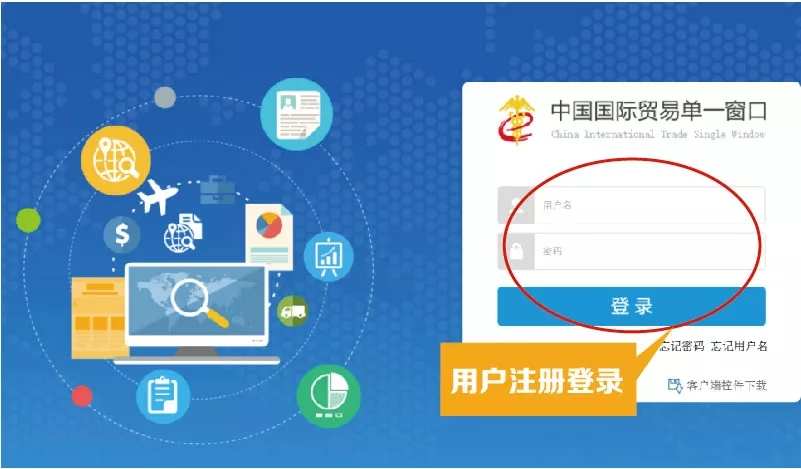 中国国际贸易单一窗口
China International Trade Single Window
用户名
密码
登录
忘记密码 忘记用户名
用户注册登录
客户端控件下载
$